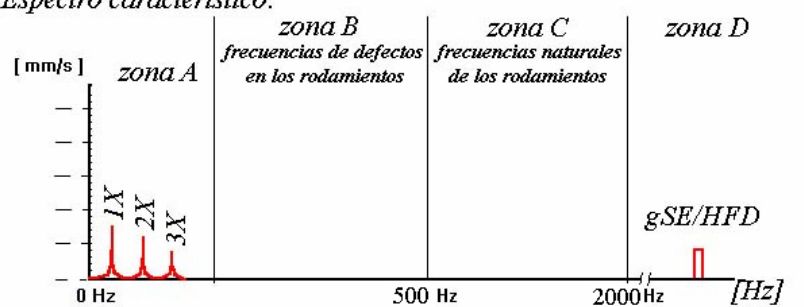 Espectro característico:
zona B
zona C
zona D
frecuencias de defectos
en los rodamientos
frecuencias naturales
de los rodamientos
[ mm/s ]
zona A
1X
2X
3X
gSE/HFD
0 Hz
500 Hz
2000Hz
[Hz]